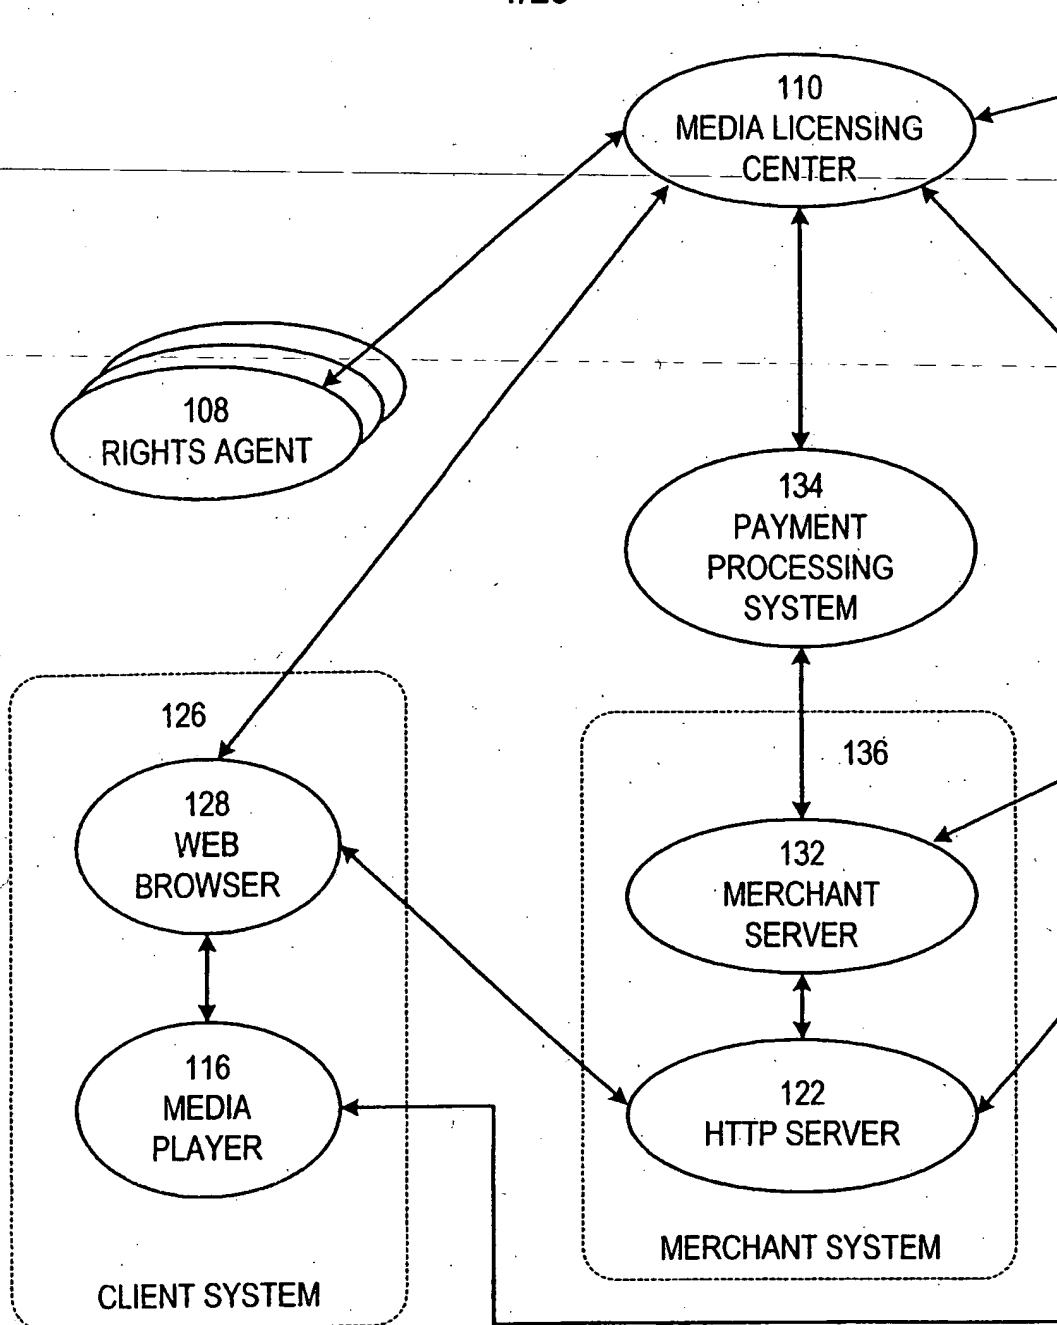 110
MEDIA LICENSING
CENTER
108
RIGHTS AGENT
134
PAYMENT
PROCESSING
SYSTEM
126
136
128
WEB
BROWSER
132
MERCHANT
SERVER
116
MEDIA
PLAYER
122
HTTP SERVER
MERCHANT SYSTEM
CLIENT SYSTEM